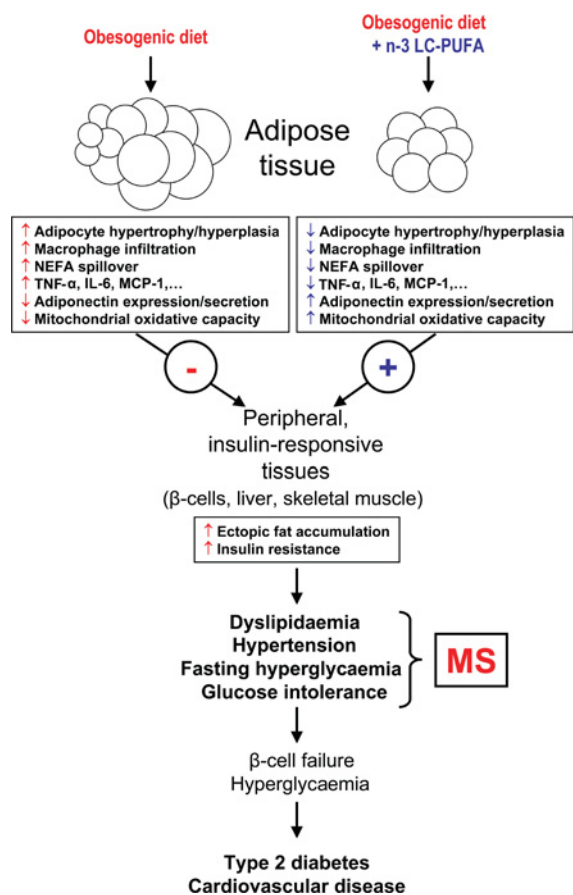 Obesogenic diet
Obesogenic diet
+ n-3 LC-PUFA
Adipose
tissue
↑ Adipocyte hypertrophy/hyperplasia
↑ Macrophage infiltration
↑ NEFA spillover
↑ TNF-α, IL-6, MCP-1,...
↓ Adiponectin expression/secretion
↓ Mitochondrial oxidative capacity
↓ Adipocyte hypertrophy/hyperplasia
↓ Macrophage infiltration
↓ NEFA spillover
↓ TNF-α, IL-6, MCP-1,...
↑ Adiponectin expression/secretion
↑ Mitochondrial oxidative capacity
-
+
Peripheral,
insulin-responsive
tissues
(β-cells, liver, skeletal muscle)
↑ Ectopic fat accumulation
↑ Insulin resistance
Dyslipidaemia
Hypertension
Fasting hyperglycaemia
Glucose intolerance
MS
β-cell failure
Hyperglycaemia
Type 2 diabetes
Cardiovascular disease